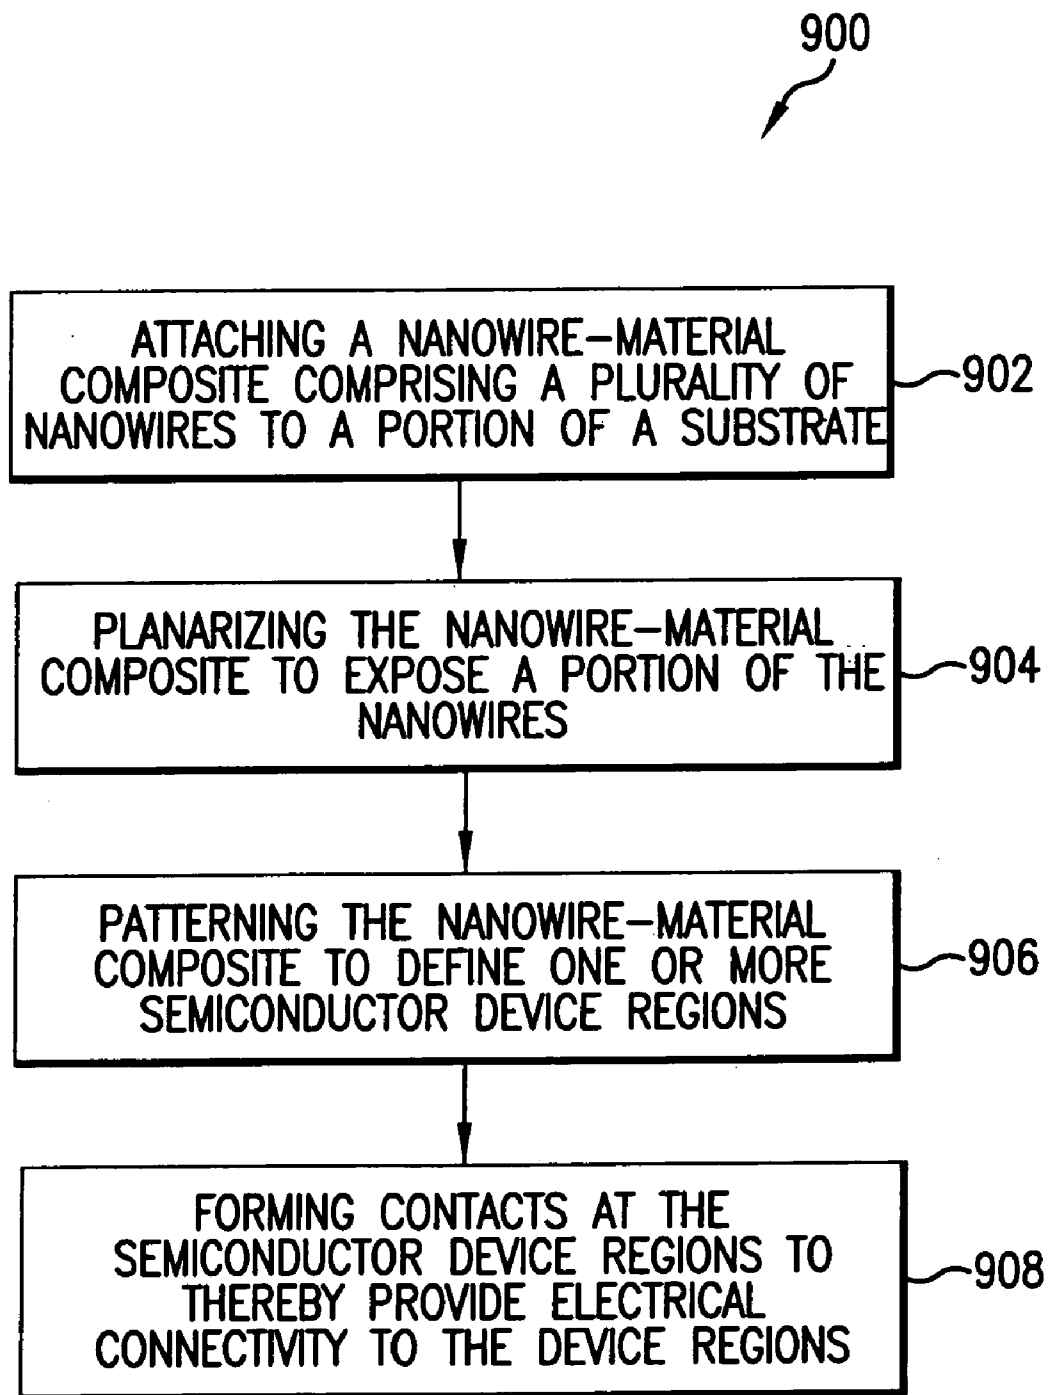 900
ATTACHING A NANOWIRE–MATERIAL
COMPOSITE COMPRISING A PLURALITY OF
NANOWIRES TO A PORTION OF A SUBSTRATE
902
PLANARIZING THE NANOWIRE–MATERIAL
COMPOSITE TO EXPOSE A PORTION OF THE
NANOWIRES
904
PATTERNING THE NANOWIRE–MATERIAL
COMPOSITE TO DEFINE ONE OR MORE
SEMICONDUCTOR DEVICE REGIONS
906
FORMING CONTACTS AT THE
SEMICONDUCTOR DEVICE REGIONS TO
THEREBY PROVIDE ELECTRICAL
CONNECTIVITY TO THE DEVICE REGIONS
908